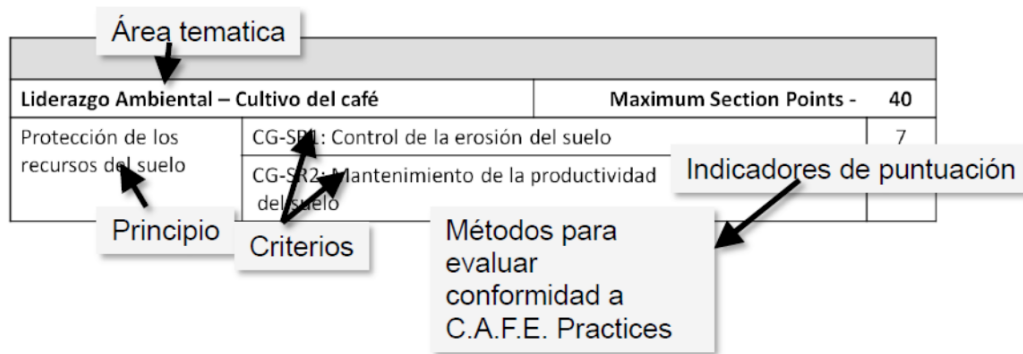 Área tematica
Liderazgo Ambiental – Cultivo del café
Maximum Section Points - 40
Protección de los
recursos del suelo
CG-SR1: Control de la erosión del suelo
7
CG-SR2: Mantenimiento de la productividad
del suelo
Indicadores de puntuación
Principio
Criterios
Métodos para
evaluar
conformidad a
C.A.F.E. Practices